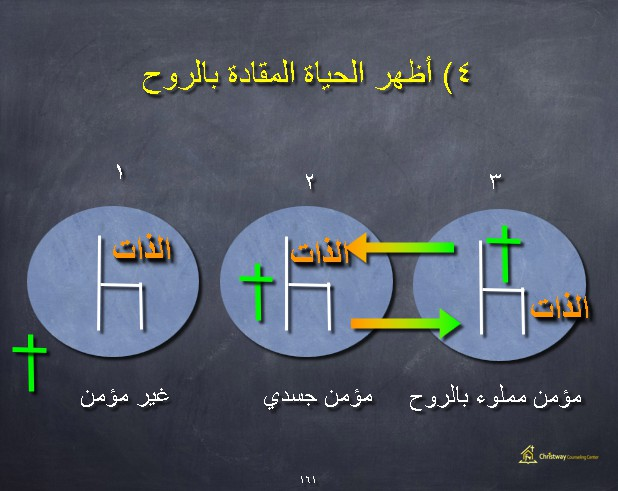 ٤) أظهر الحياة المقادة بالروح
٣
٢
١
الذات
الذات
الذات
مؤمن مملوء بالروح
مؤمن جسدي
غير مؤمن
Christway Counseling Center
١٦١